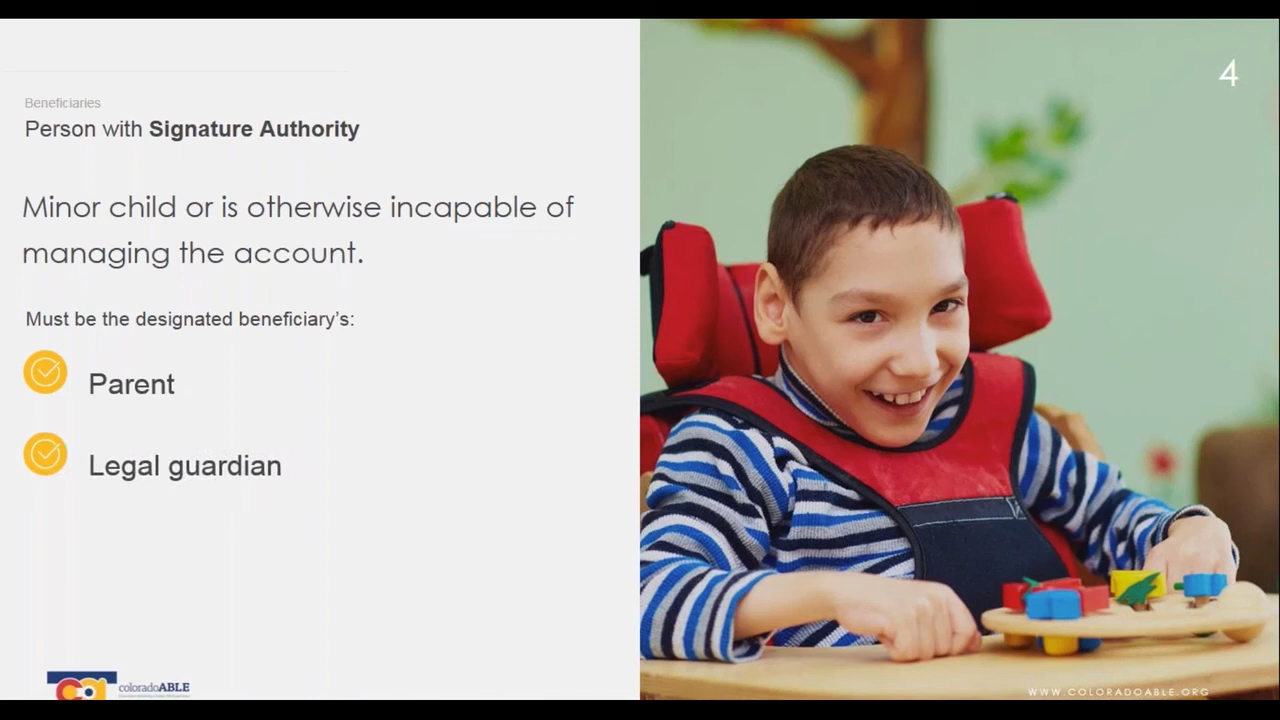 4
Beneficiaries
Person with Signature Authority
Minor child or is otherwise incapable of
managing the account.
Must be the designated beneficiary's:
Parent
Legal guardian
ca
coloradoABLE
WWW.COLORADOABLE.ORG